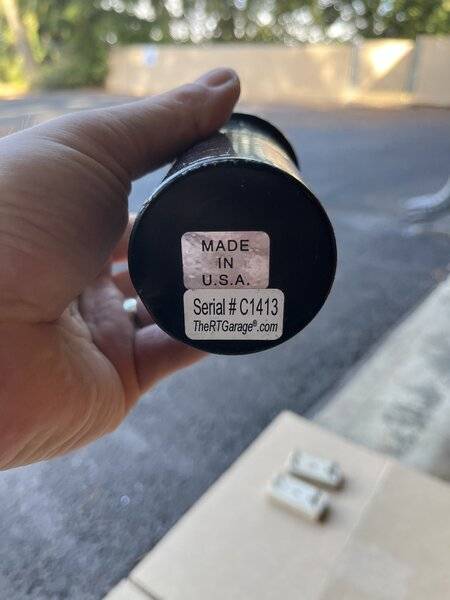 MADE
IN
U.S.A.
Serial # C1413
TheRTGarage®.com